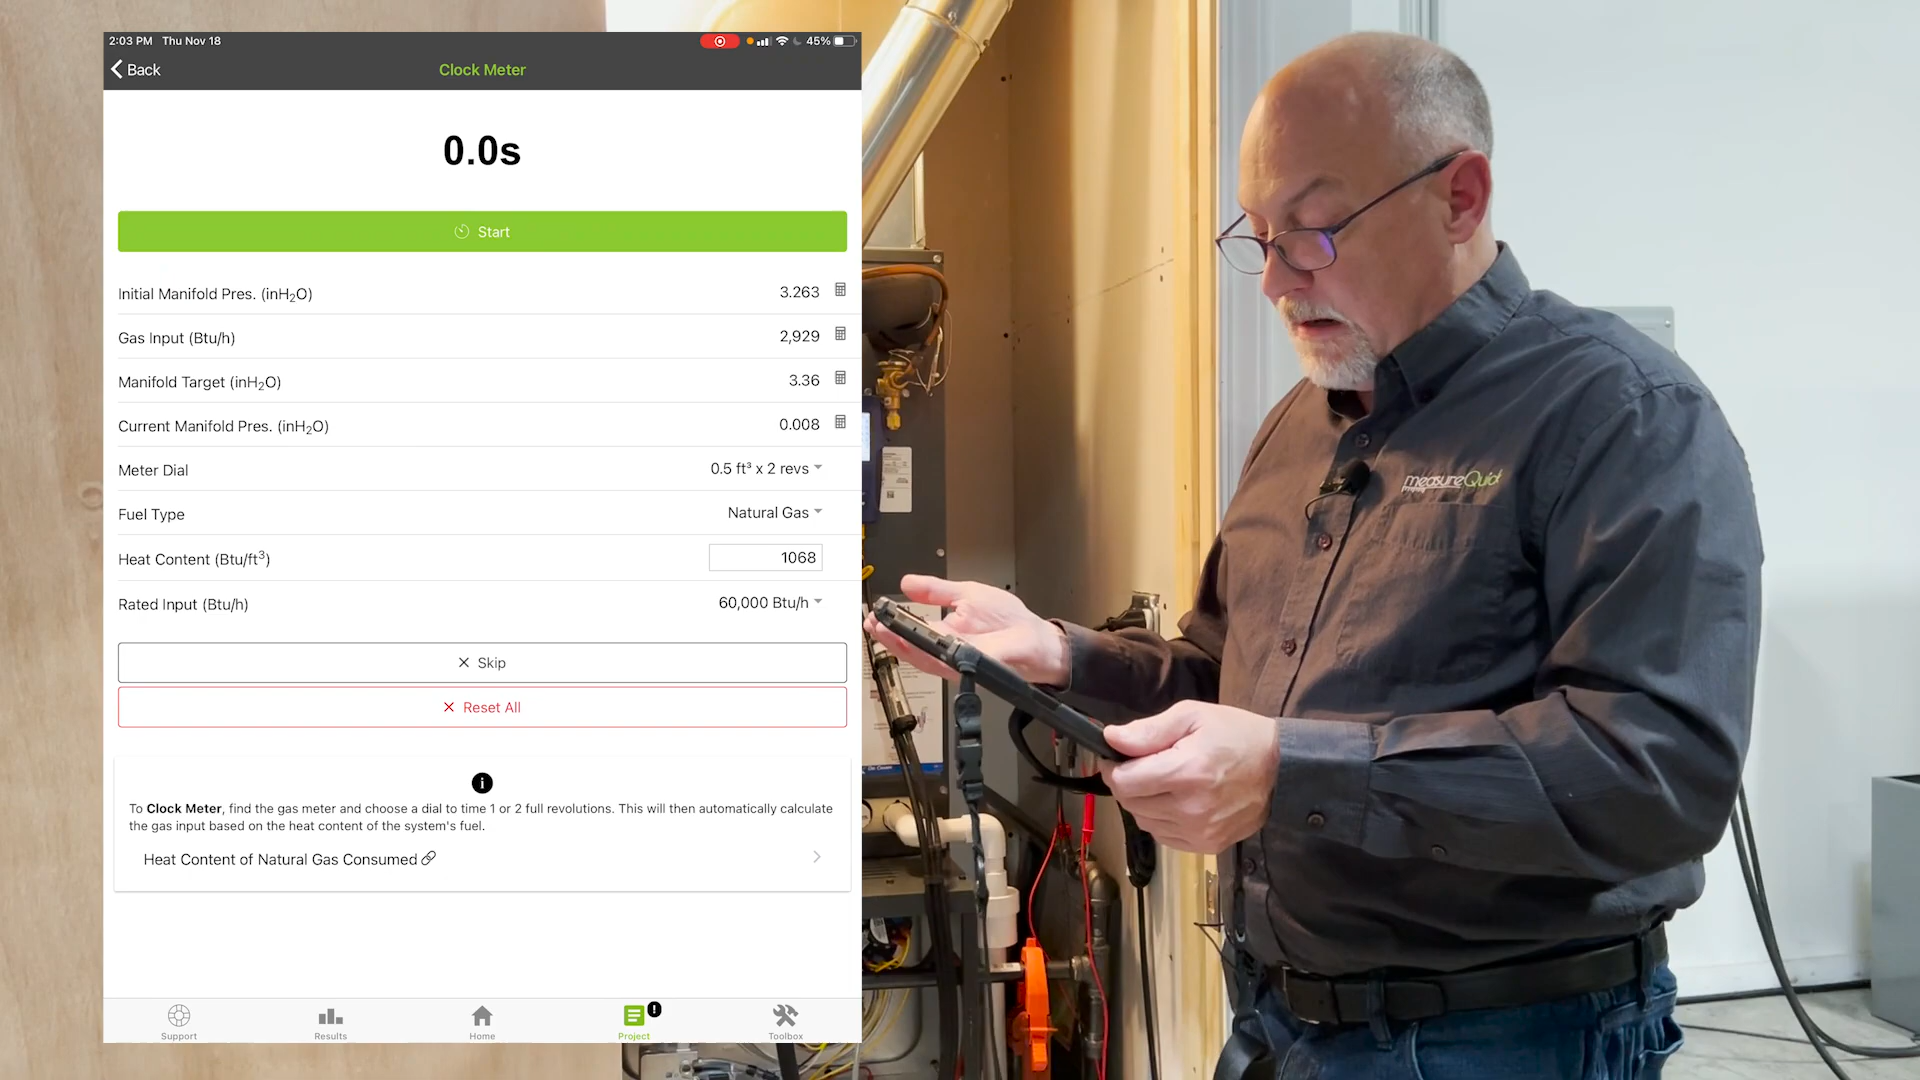 2:03 PM Thu Nov 18
45%
Back
Clock Meter
0.0s
Start
Initial Manifold Pres. (inH₂O) 3.263
Gas Input (Btu/h) 2,929
Manifold Target (inH₂O) 3.36
Current Manifold Pres. (inH₂O) 0.008
Meter Dial 0.5 ft³ x 2 revs
Fuel Type Natural Gas
Heat Content (Btu/ft³) 1068
Rated Input (Btu/h) 60,000 Btu/h
Skip
Reset All
To Clock Meter, find the gas meter and choose a dial to time 1 or 2 full revolutions. This will then automatically calculate
the gas input based on the heat content of the system's fuel.
Heat Content of Natural Gas Consumed
Support
Results
Home
Project
Toolbox
measureQuick